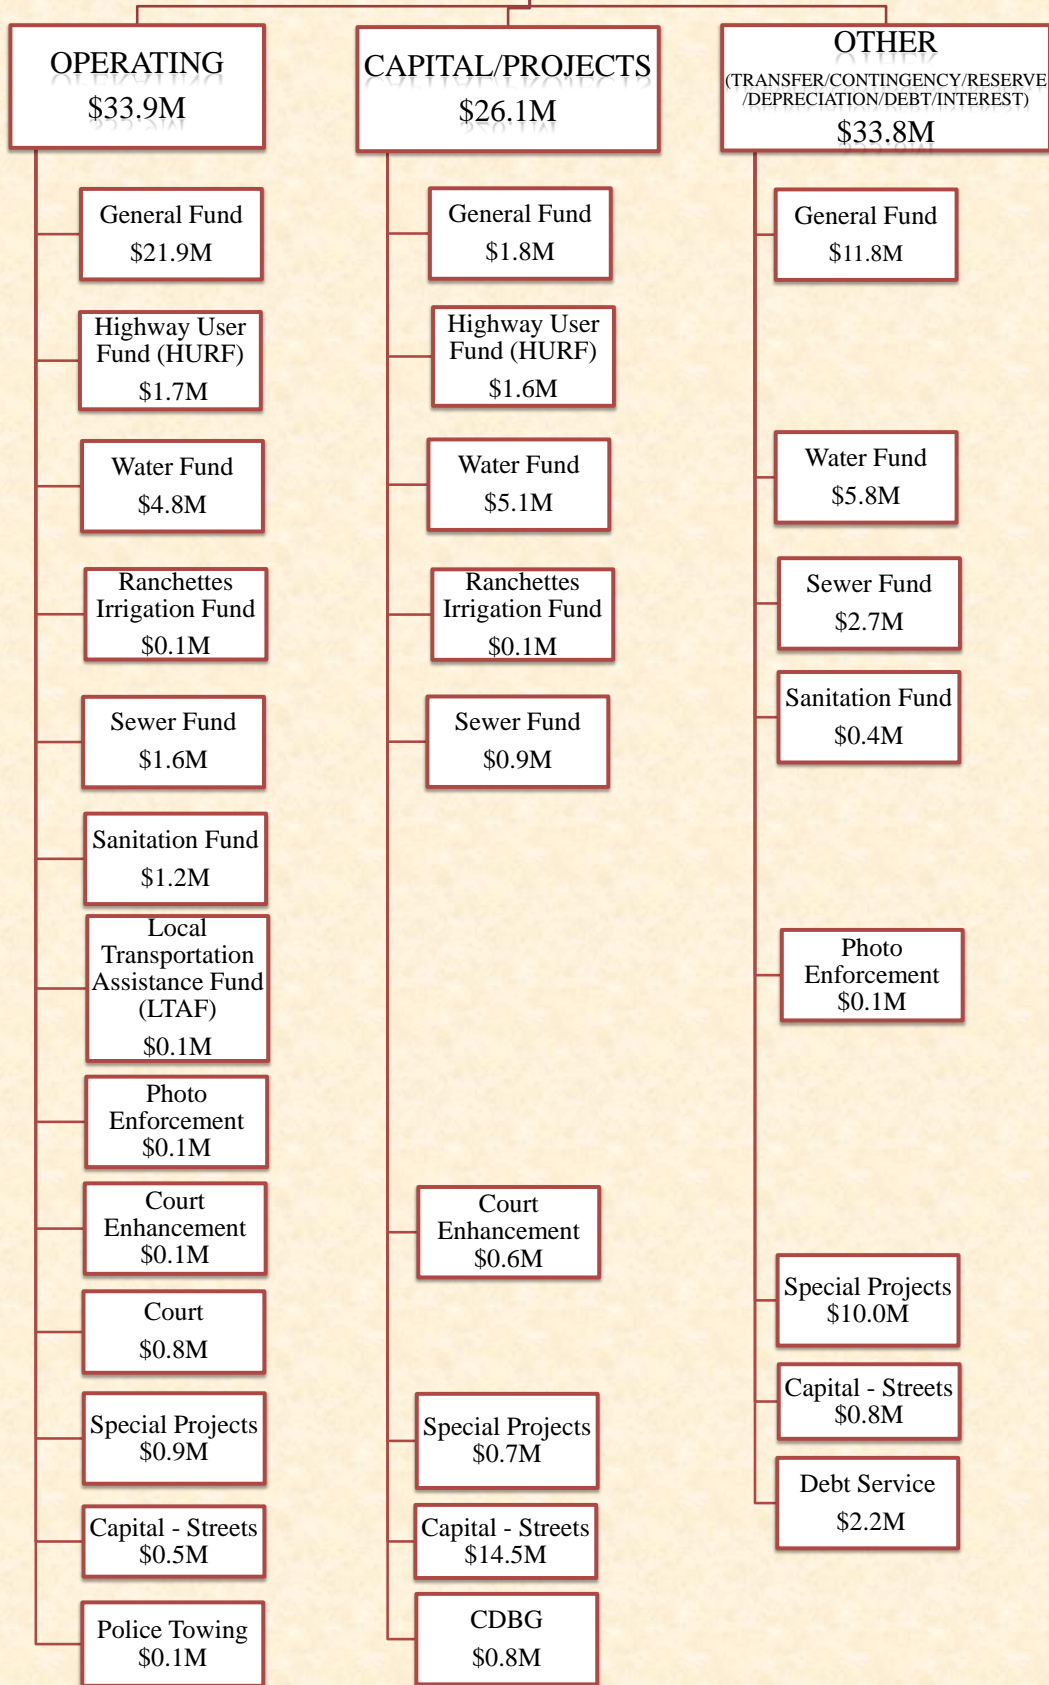 OPERATING
$33.9M
General Fund
$21.9M
Highway User
Fund (HURF)
$1.7M
Water Fund
$4.8M
Ranchettes
Irrigation Fund
$0.1M
Sewer Fund
$1.6M
Sanitation Fund
$1.2M
Local
Transportation
Assistance Fund
(LTAF)
$0.1M
Photo
Enforcement
$0.1M
Court
Enhancement
$0.1M
Court
$0.8M
Special Projects
$0.9M
Capital - Streets
$0.5M
Police Towing
$0.1M
CAPITAL/PROJECTS
$26.1M
General Fund
$1.8M
Highway User
Fund (HURF)
$1.6M
Water Fund
$5.1M
Ranchettes
Irrigation Fund
$0.1M
Sewer Fund
$0.9M
Court
Enhancement
$0.6M
Special Projects
$0.7M
Capital - Streets
$14.5M
CDBG
$0.8M
OTHER
(TRANSFER/CONTINGENCY/RESERVE
/DEPRECIATION/DEBT/INTEREST)
$33.8M
General Fund
$11.8M
Water Fund
$5.8M
Sewer Fund
$2.7M
Sanitation Fund
$0.4M
Photo
Enforcement
$0.1M
Special Projects
$10.0M
Capital - Streets
$0.8M
Debt Service
$2.2M